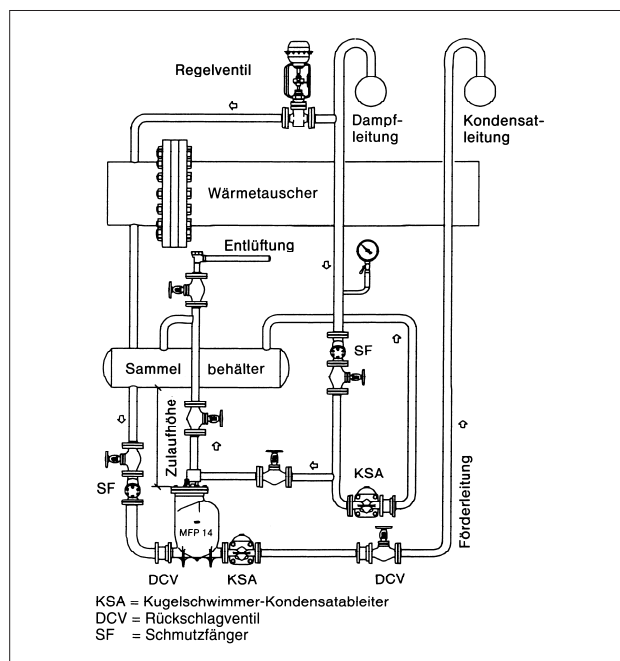 Regelventil
Dampf-
leitung
Kondensat-
leitung
Wärmetauscher
Entlüftung
SF
Sammel behälter
Zulaufhöhe
KSA
SF
Förderleitung
MFP 14
DCV
KSA
DCV
KSA = Kugelschwimmer-Kondensatableiter
DCV = Rückschlagventil
SF = Schmutzfänger